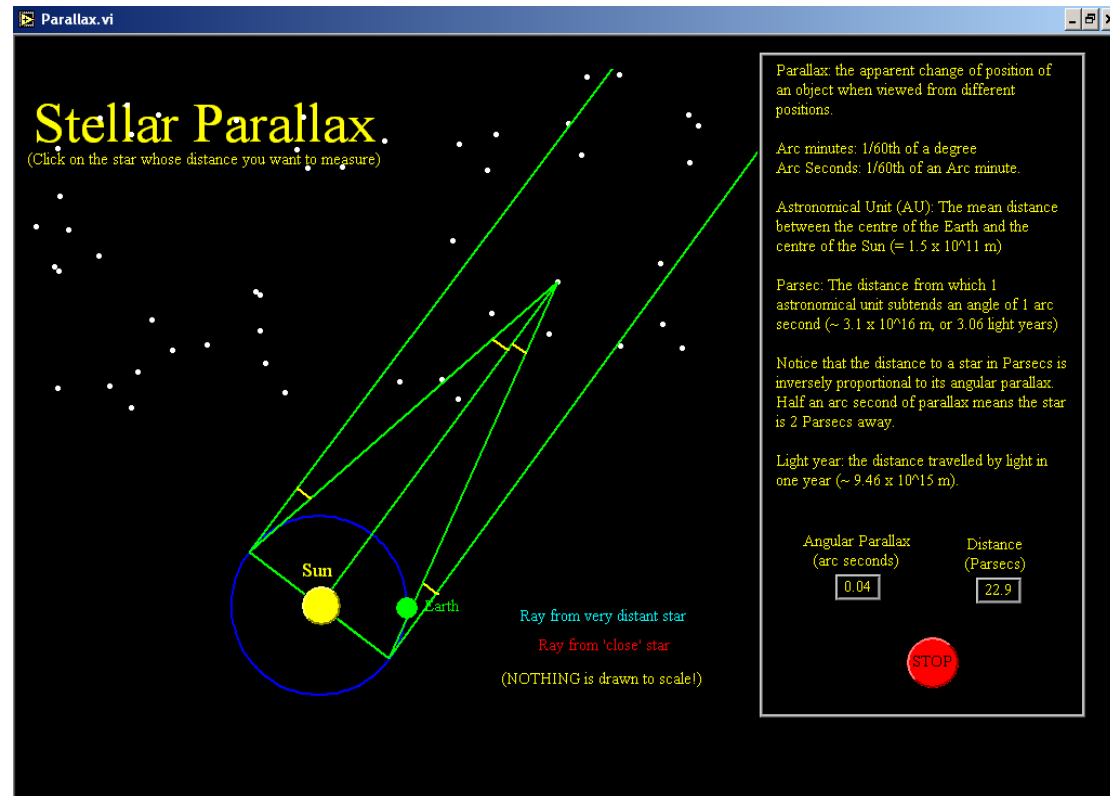 Parallax.vi
Stellar Parallax
(Click on the star whose distance you want to measure)
Sun
Earth
Ray from very distant star
Ray from 'close' star
(NOTHING is drawn to scale!)
Parallax: the apparent change of position of
an object when viewed from different
positions.
Arc minutes: 1/60th of a degree
Arc Seconds: 1/60th of an Arc minute.
Astronomical Unit (AU): The mean distance
between the centre of the Earth and the
centre of the Sun (= 1.5 x 10^11 m)
Parsec: The distance from which 1
astronomical unit subtends an angle of 1 arc
second (~ 3.1 x 10^16 m, or 3.06 light years)
Notice that the distance to a star in Parsecs is
inversely proportional to its angular parallax.
Half an arc second of parallax means the star
is 2 Parsecs away.
Light year: the distance travelled by light in
one year (~ 9.46 x 10^15 m).
Angular Parallax
(arc seconds)
0.04
Distance
(Parsecs)
22.9
STOP